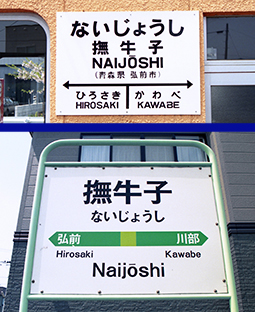 ないじょうし
撫牛子
NAIJŌSHI
（青森県 弘前市）
ひろさき かわべ
HIROSAKI KAWABE
撫牛子
ないじょうし
弘前 川部
Hirosaki Kawabe
Naijōshi